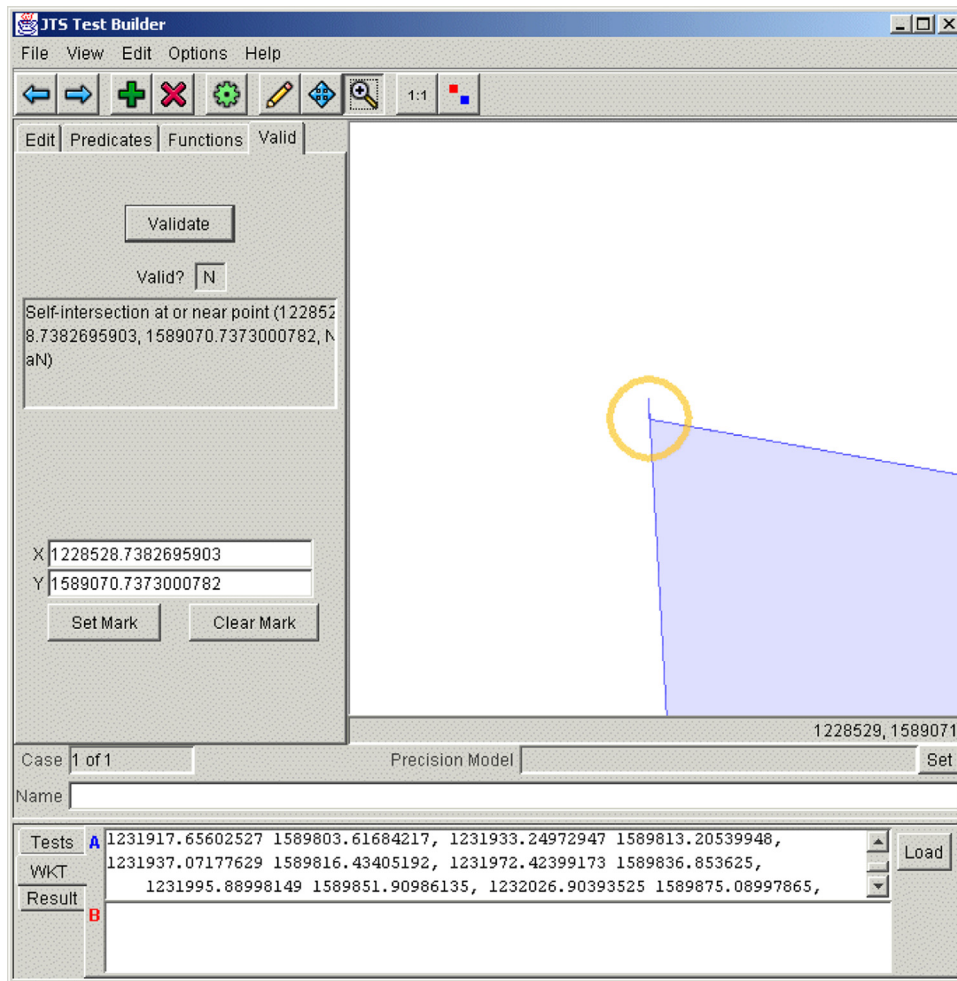 JTS Test Builder
File View Edit Options Help
1:1
Edit Predicates Functions Valid
Validate
Valid? N
Self-intersection at or near point (122852
8.7382695903, 1589070.7373000782, N
aN)
X 1228528.7382695903
Y 1589070.7373000782
Set Mark Clear Mark
1228529, 1589071
Case 1 of 1 Precision Model Set
Name
Tests A 1231917.65602527 1589803.61684217, 1231933.24972947 1589813.20539948,
WKT 1231937.07177629 1589816.43405192, 1231972.42399173 1589836.853625,
Result 1231995.88998149 1589851.90986135, 1232026.90393525 1589875.08997865,
Load
B